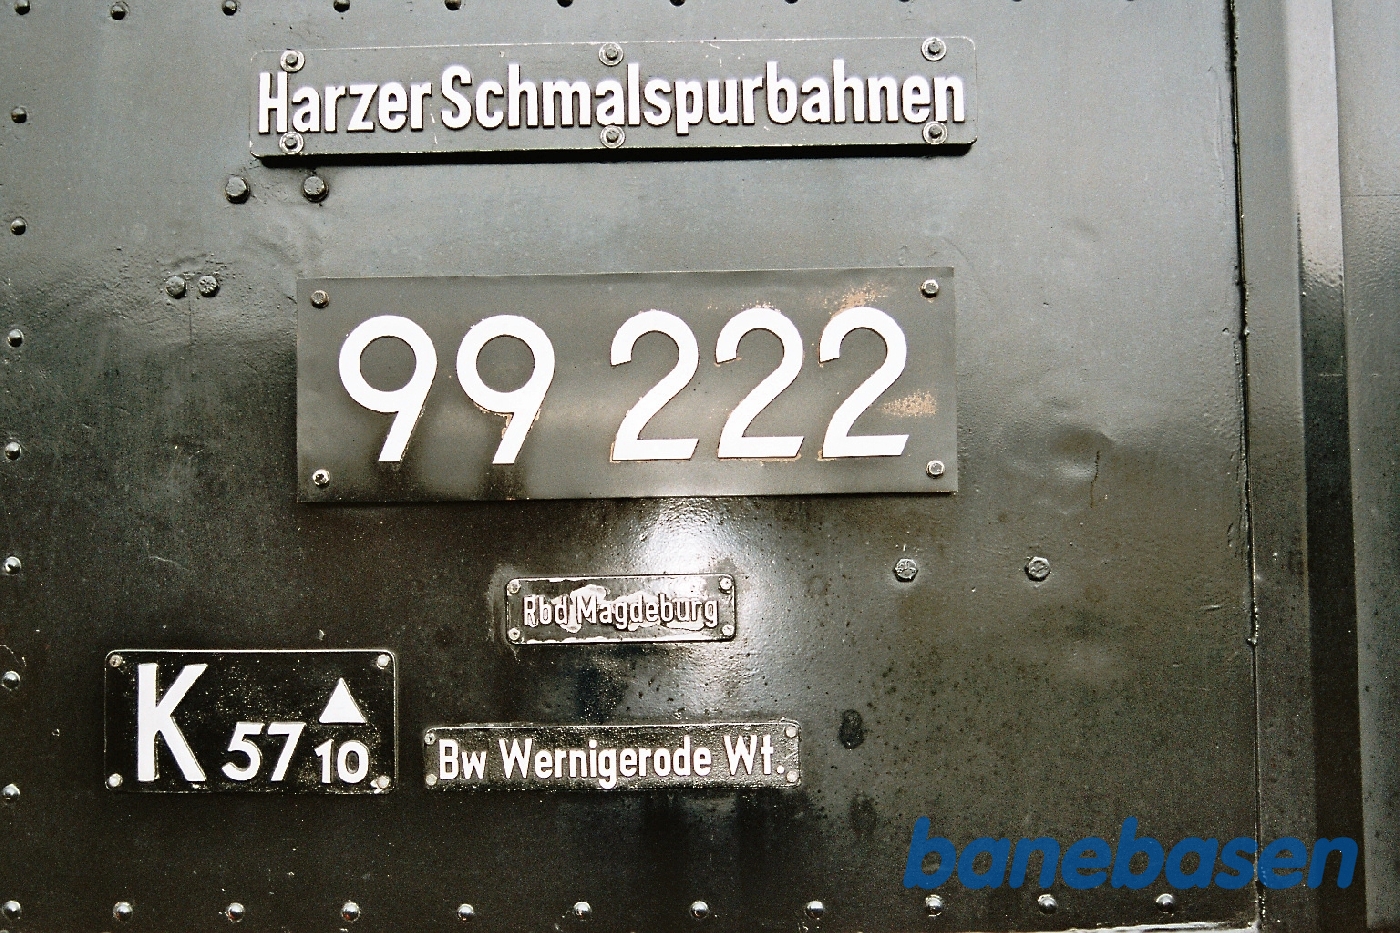 Harzer Schmalspurbahnen
99 222
Rbd Magdeburg
K 57 10
Bw Wernigerode Wt.
banebasen